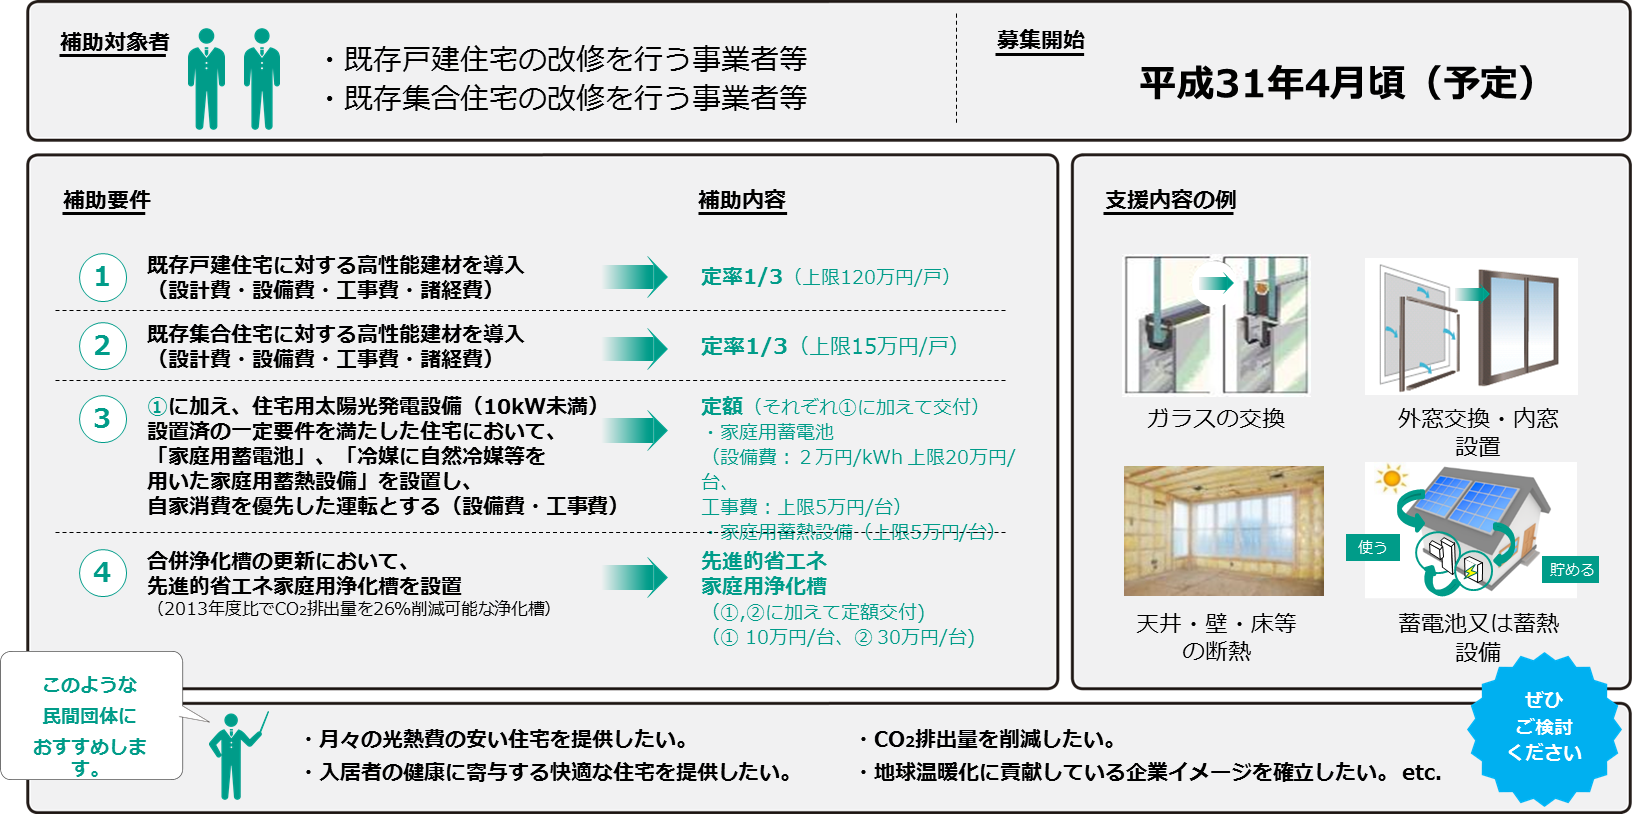 補助対象者
・既存戸建住宅の改修を行う事業者等
・既存集合住宅の改修を行う事業者等
募集開始
平成31年4月頃（予定）
補助要件
補助内容
1
既存戸建住宅に対する高性能建材を導入
（設計費・設備費・工事費・諸経費）
定率1/3（上限120万円/戸）
2
既存集合住宅に対する高性能建材を導入
（設計費・設備費・工事費・諸経費）
定率1/3（上限15万円/戸）
3
①に加え、住宅用太陽光発電設備（10kW未満）
設置済の一定要件を満たした住宅において、
「家庭用蓄電池」、「冷媒に自然冷媒等を
用いた家庭用蓄熱設備」を設置し、
自家消費を優先した運転とする（設備費・工事費）
定額（それぞれ①に加えて交付）
・家庭用蓄電池
（設備費：２万円/kWh 上限20万円/
台、
工事費：上限5万円/台）
・家庭用蓄熱設備（上限5万円/台）
4
合併浄化槽の更新において、
先進的省エネ家庭用浄化槽を設置
（2013年度比でCO₂排出量を26%削減可能な浄化槽）
先進的省エネ
家庭用浄化槽
（①,②に加えて定額交付)
（① 10万円/台、② 30万円/台)
支援内容の例
ガラスの交換
外窓交換・内窓
設置
天井・壁・床等
の断熱
使う
貯める
蓄電池又は蓄熱
設備
このような
民間団体に
おすすめしま
す。
・月々の光熱費の安い住宅を提供したい。
・入居者の健康に寄与する快適な住宅を提供したい。
・CO₂排出量を削減したい。
・地球温暖化に貢献している企業イメージを確立したい。 etc.
ぜひ
ご検討
ください